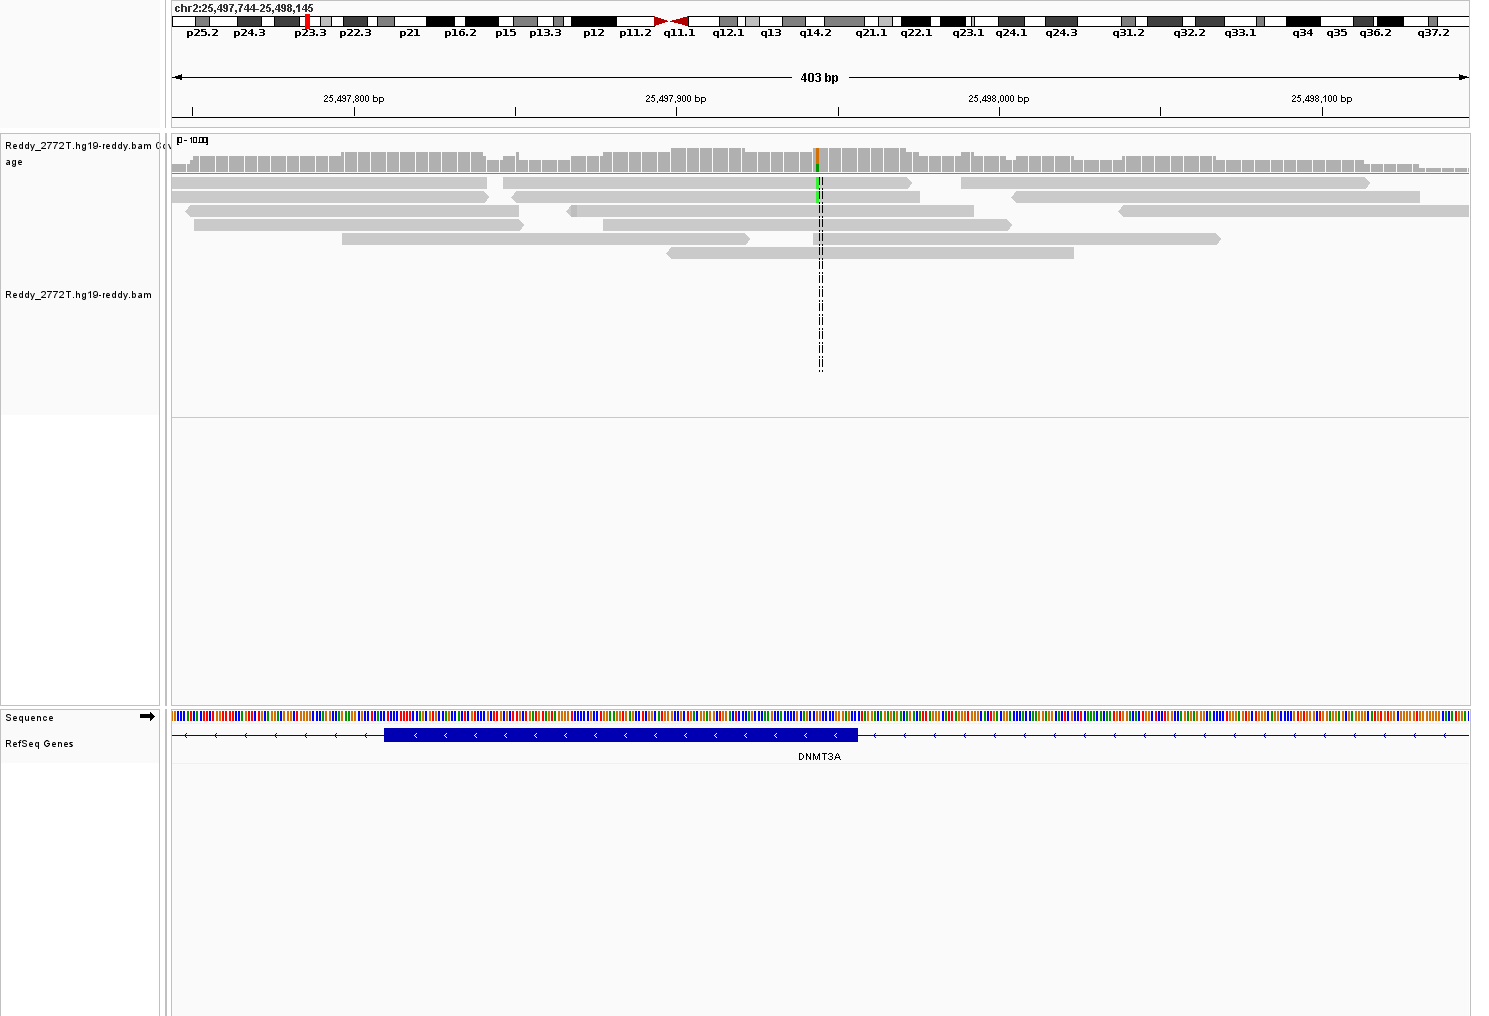 chr2:25,497,744-25,498,145
p25.2 p24.3 p23.3 p22.3 p21 p16.2 p15 p13.3 p12 p11.2 q11.1 q12.1 q13 q14.2 q21.1 q22.1 q23.1 q24.1 q24.3 q31.2 q32.2 q33.1 q34 q35 q36.2 q37.2
403 bp
25,497,800 bp 25,497,900 bp 25,498,000 bp 25,498,100 bp
[0 - 10.00]
Reddy_2772T.hg19-reddy.bam Cov
age
Reddy_2772T.hg19-reddy.bam
Sequence
RefSeq Genes
DNMT3A